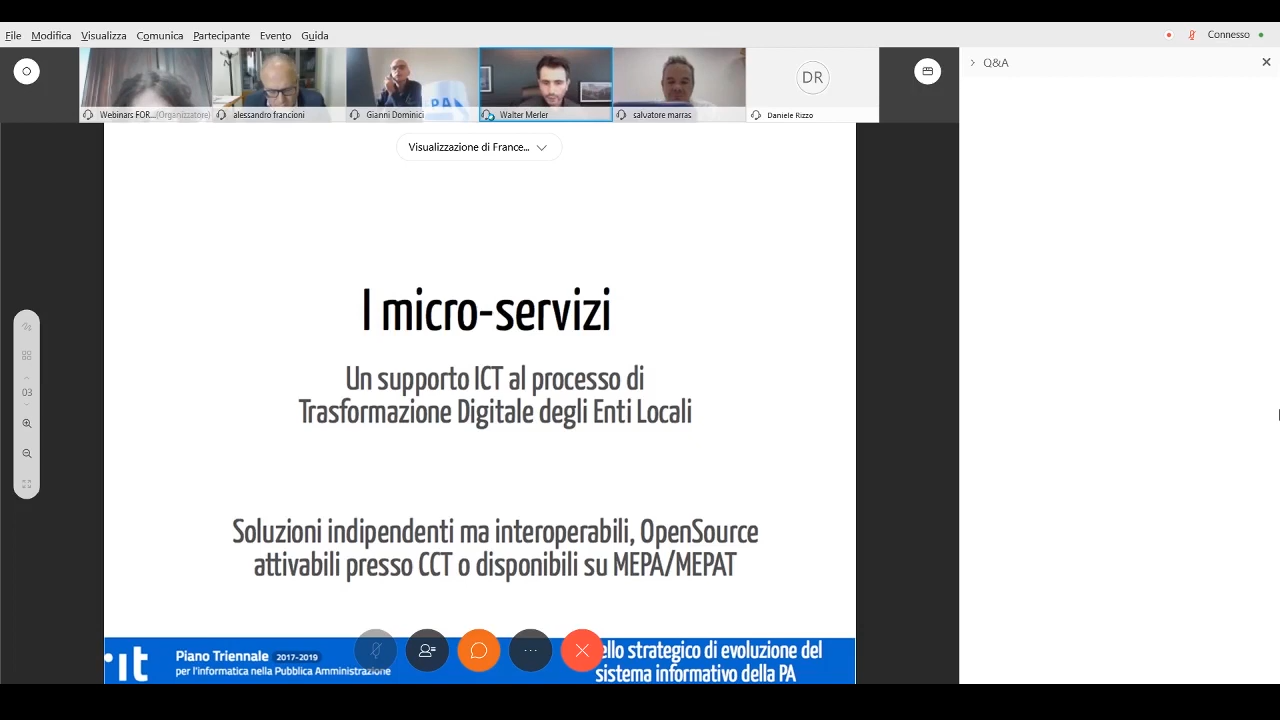 File Modifica Visualizza Comunica Partecipante Evento Guida
Connesso
Q&A
Webinars FOR...(Organizzatore)
alessandro francioni
Gianni Dominici
Walter Merler
salvatore marras
DR
Daniele Rizzo
PA
Visualizzazione di France...
03
I micro-servizi
Un supporto ICT al processo di
Trasformazione Digitale degli Enti Locali
Soluzioni indipendenti ma interoperabili, OpenSource
attivabili presso CCT o disponibili su MEPA/MEPAT
it
Piano Triennale 2017-2019
per l'informatica nella Pubblica Amministrazione
ello strategico di evoluzione del
sistema informativo della PA